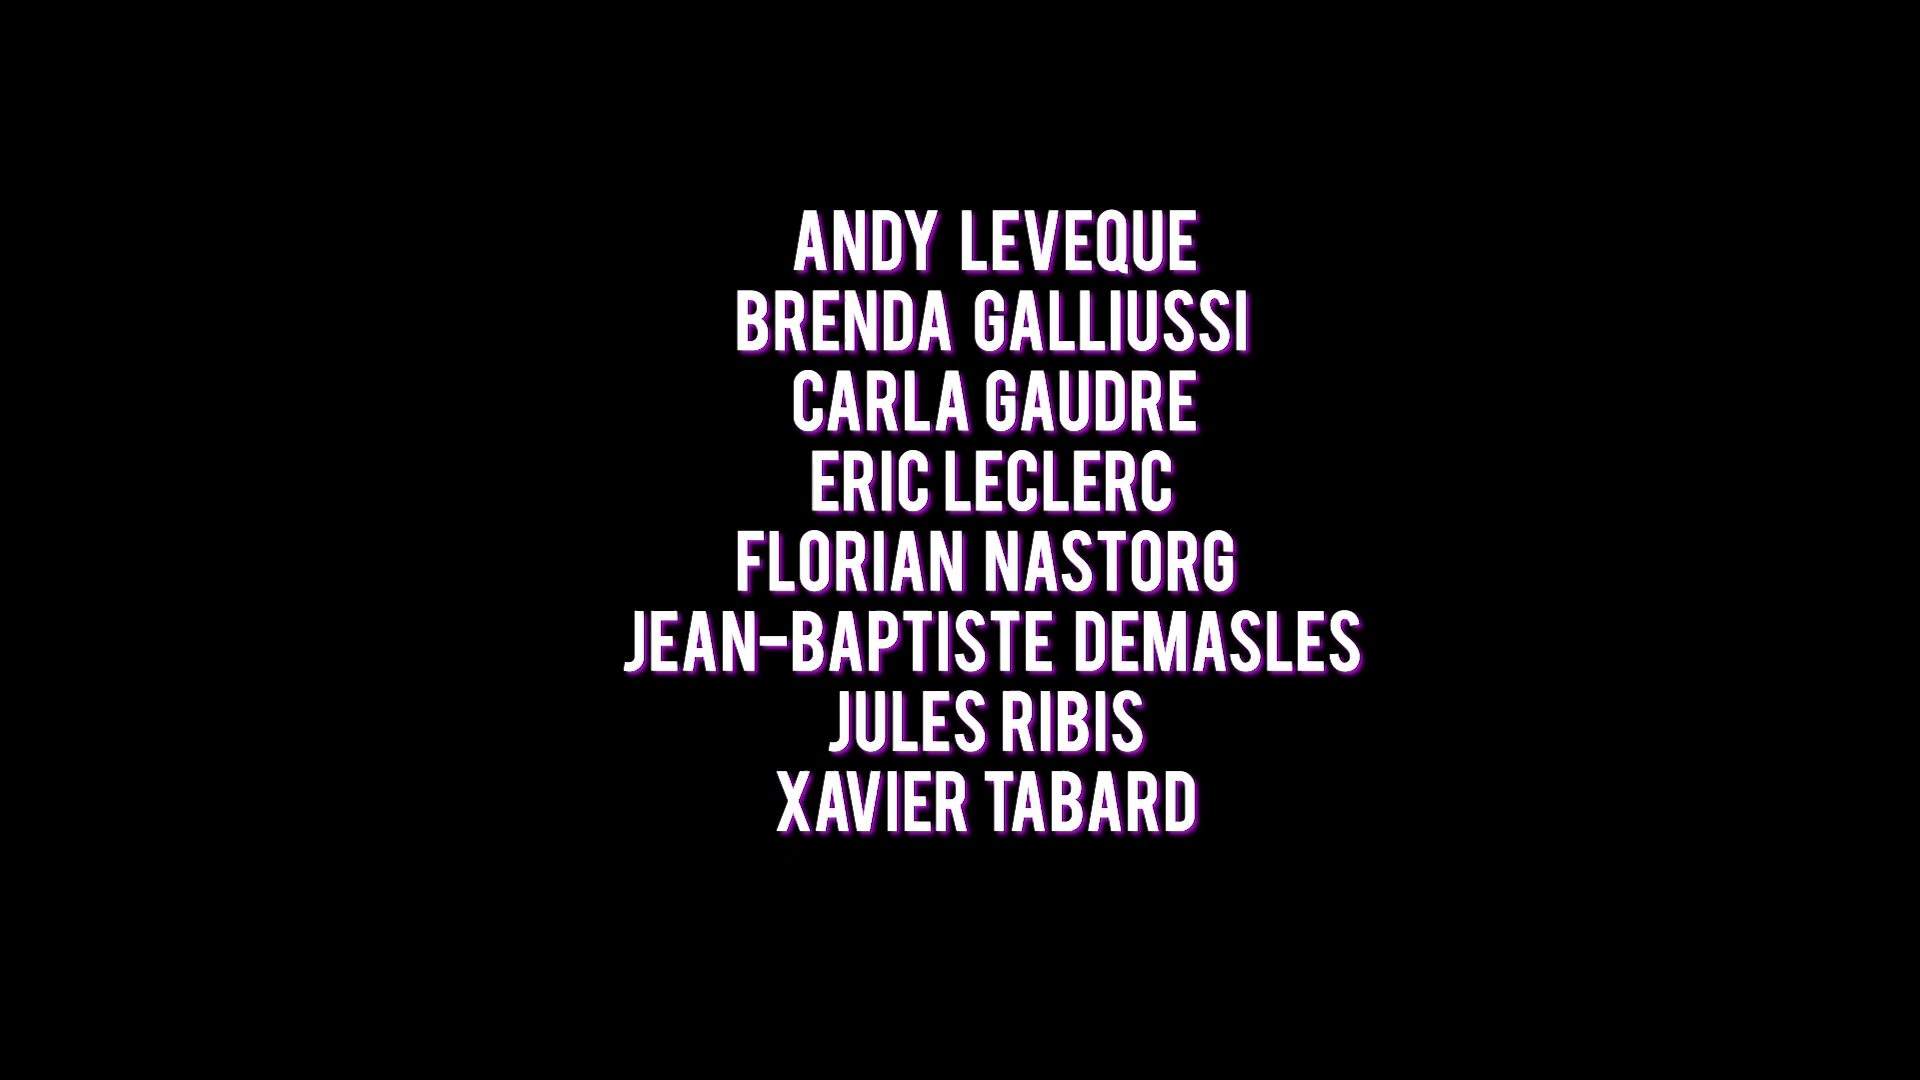 ANDY LEVEQUE
BRENDA GALLIUSSI
CARLA GAUDRE
ERIC LECLERC
FLORIAN NASTORG
JEAN-BAPTISTE DEMASLES
JULES RIBIS
XAVIER TABARD